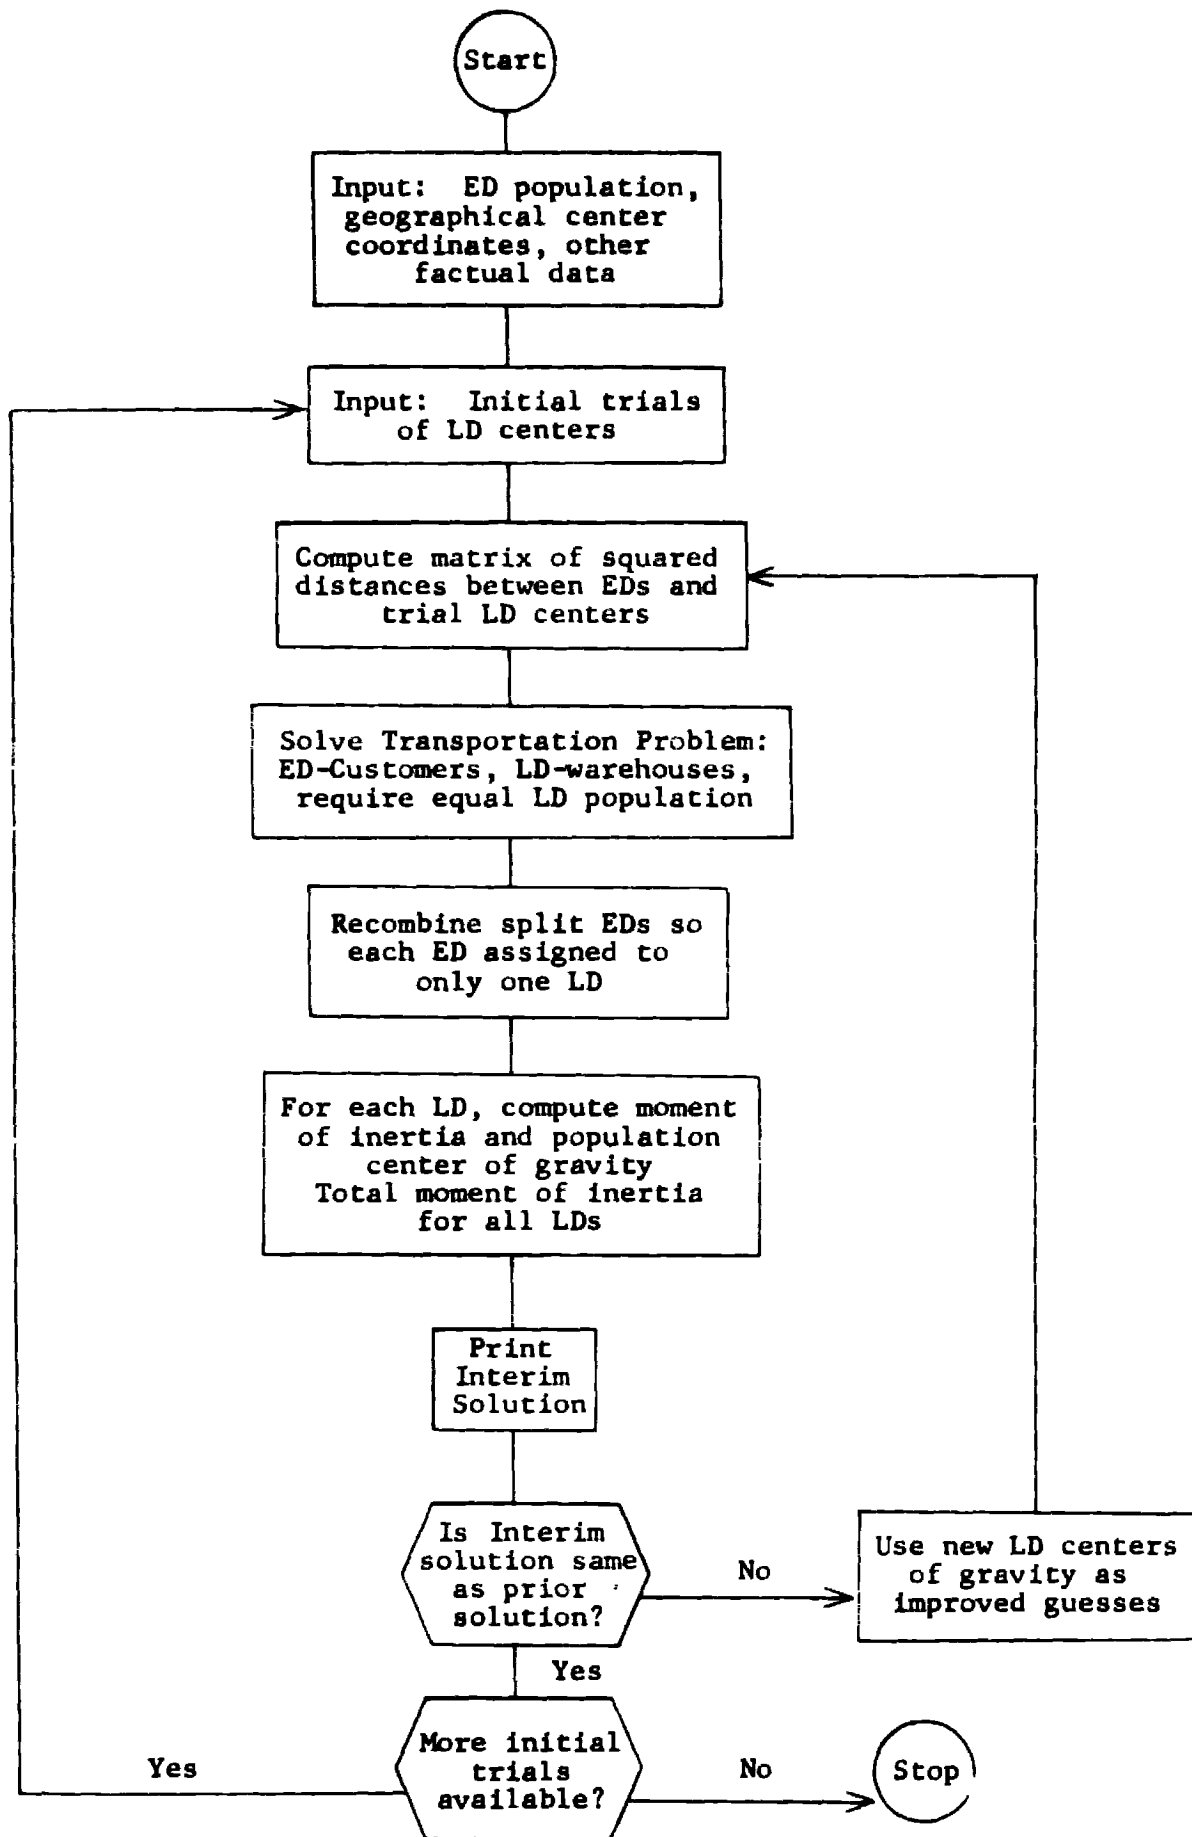 Start
Input: ED population,
geographical center
coordinates, other
factual data
Input: Initial trials
of LD centers
Compute matrix of squared
distances between EDs and
trial LD centers
Solve Transportation Problem:
ED-Customers, LD-warehouses,
require equal LD population
Recombine split EDs so
each ED assigned to
only one LD
For each LD, compute moment
of inertia and population
center of gravity
Total moment of inertia
for all LDs
Print
Interim
Solution
Is Interim
solution same
as prior
solution?
No
Use new LD centers
of gravity as
improved guesses
Yes
More initial
trials
available?
Yes
No
Stop